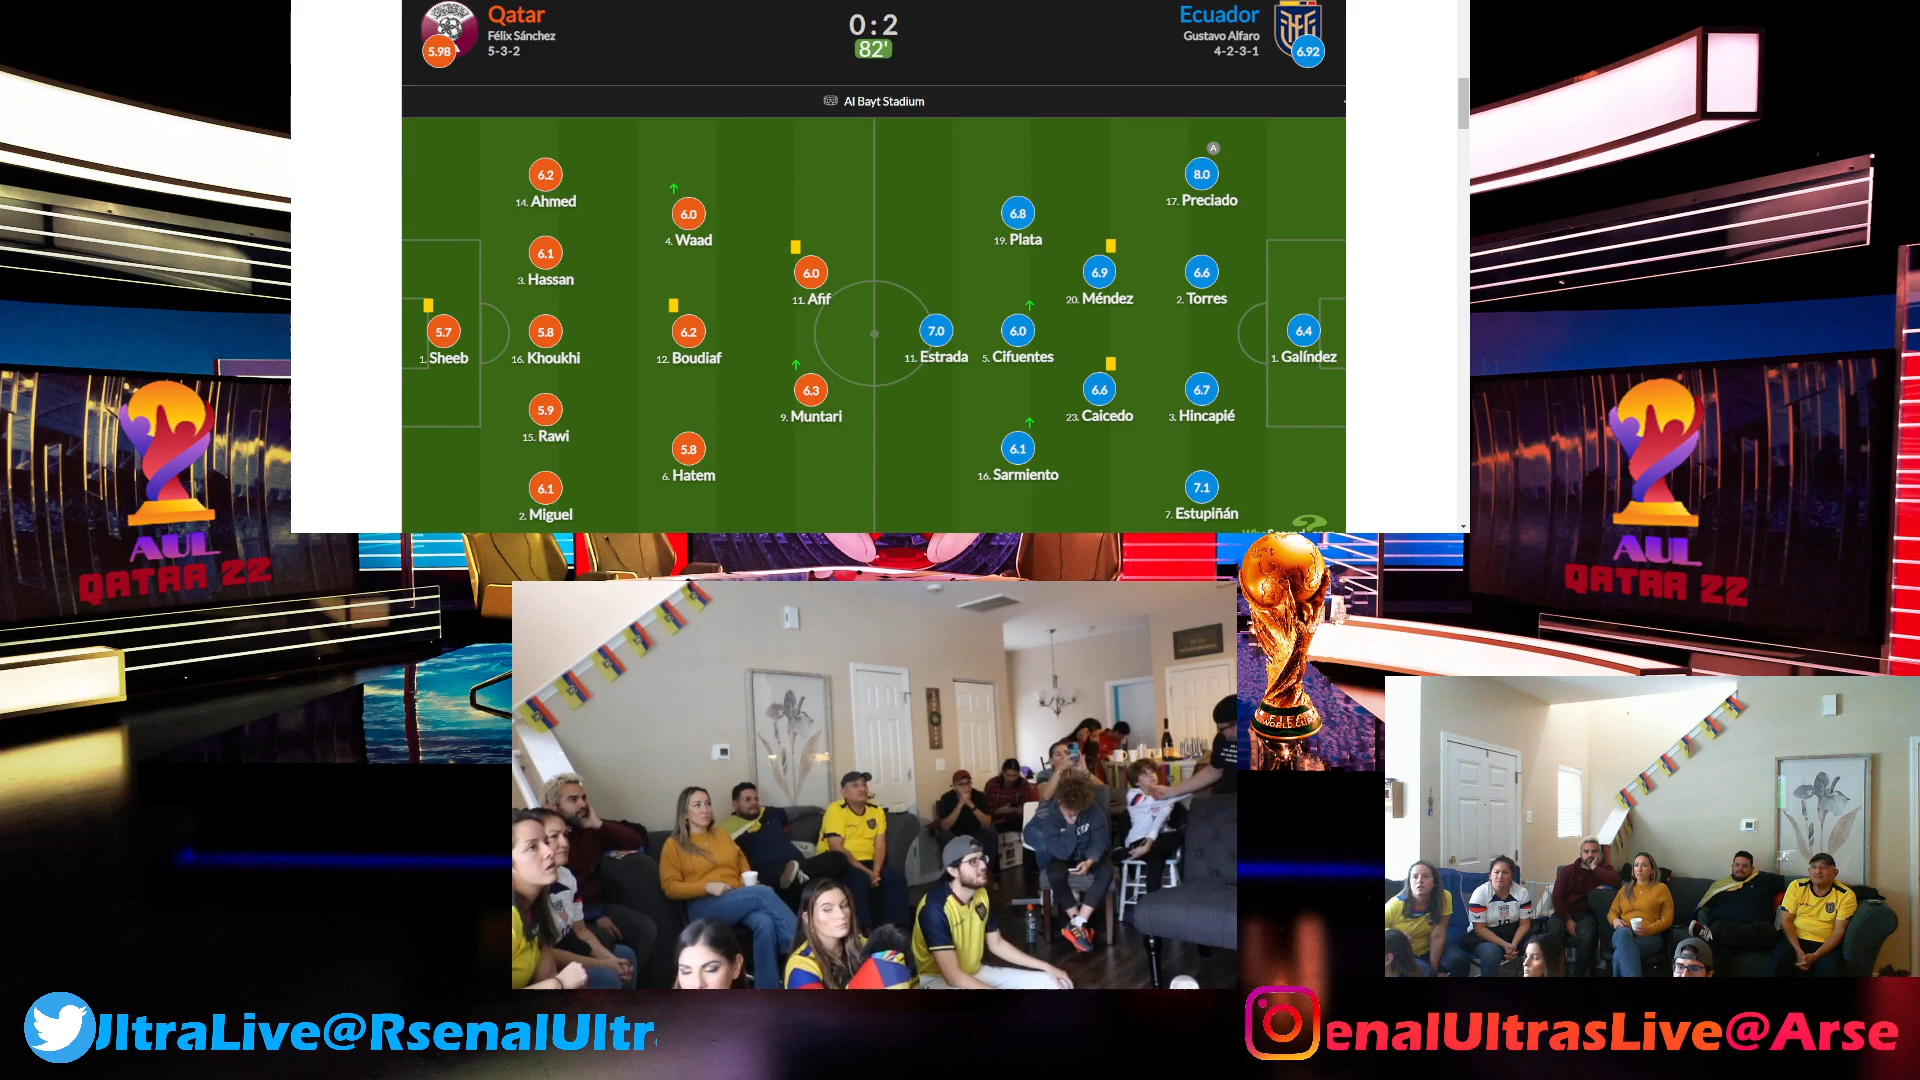 Qatar
Félix Sánchez
5-3-2
5.98
0:2
82'
Ecuador
Gustavo Alfaro
4-2-3-1
6.92
Al Bayt Stadium
A
6.2
14. Ahmed
6.1
3. Hassan
5.7
1. Sheeb
5.8
16. Khoukhi
5.9
15. Rawi
6.1
2. Miguel
6.0
4. Waad
6.2
12. Boudiaf
5.8
6. Hatem
6.0
11. Afif
6.3
9. Muntari
7.0
11. Estrada
6.8
19. Plata
6.0
5. Cifuentes
6.1
16. Sarmiento
6.9
20. Méndez
6.6
23. Caicedo
8.0
17. Preciado
6.6
2. Torres
6.7
3. Hincapié
7.1
7. Estupiñán
6.4
1. Galíndez
AUL
QATAR 22
AUL
QATAR 22
FIFA
WORLD CUP
UltraLive@RsenalUltr
enalUltrasLive@Arse